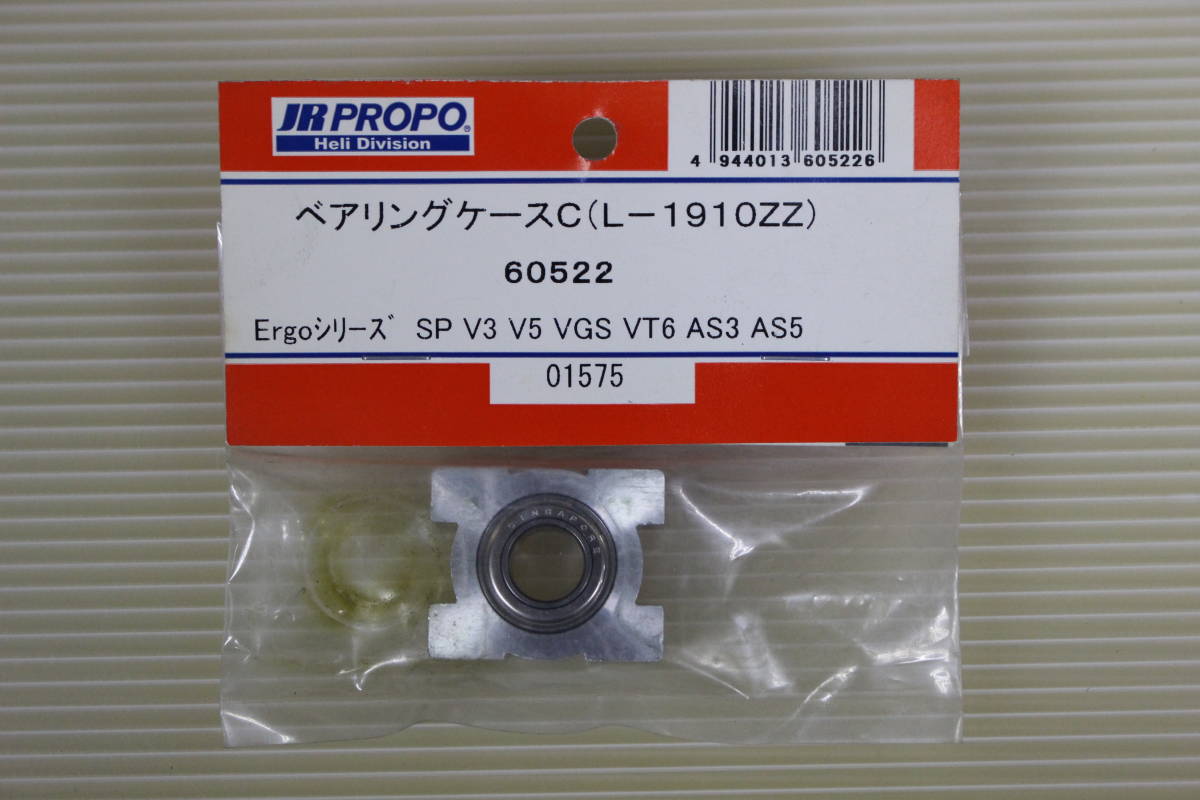 JR PROPO®
Heli Division
4 944013 605226
ベアリングケースC(L-1910ZZ)
60522
Ergoシリーズ SP V3 V5 VGS VT6 AS3 AS5
01575
SINGAPORE